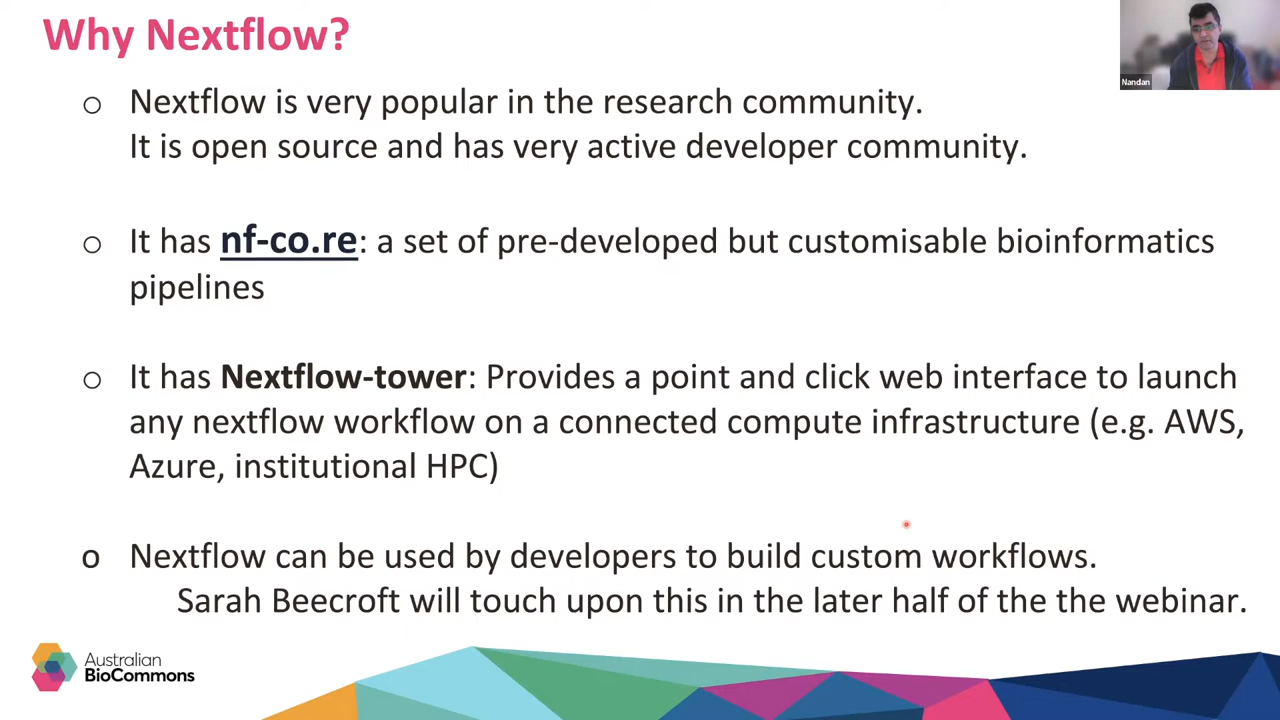 Why Nextflow?
Nandan
o Nextflow is very popular in the research community.
It is open source and has very active developer community.
o It has nf-co.re: a set of pre-developed but customisable bioinformatics
pipelines
o It has Nextflow-tower: Provides a point and click web interface to launch
any nextflow workflow on a connected compute infrastructure (e.g. AWS,
Azure, institutional HPC)
o Nextflow can be used by developers to build custom workflows.
Sarah Beecroft will touch upon this in the later half of the the webinar.
Australian
BioCommons